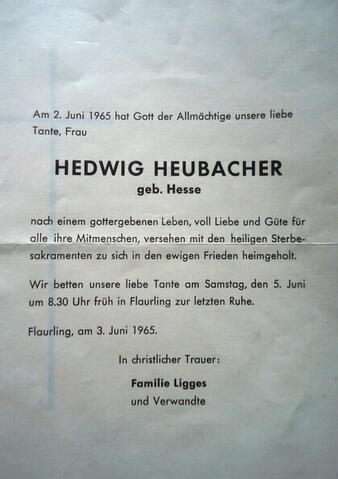 Am 2. Juni 1965 hat Gott der Allmächtige unsere liebe
Tante, Frau
HEDWIG HEUBACHER
geb. Hesse
nach einem gottergebenen Leben, voll Liebe und Güte für
alle ihre Mitmenschen, versehen mit den heiligen Sterbe-
sakramenten zu sich in den ewigen Frieden heimgeholt.
Wir betten unsere liebe Tante am Samstag, den 5. Juni
um 8.30 Uhr früh in Flaurling zur letzten Ruhe.
Flaurling, am 3. Juni 1965.
In christlicher Trauer:
Familie Ligges
und Verwandte